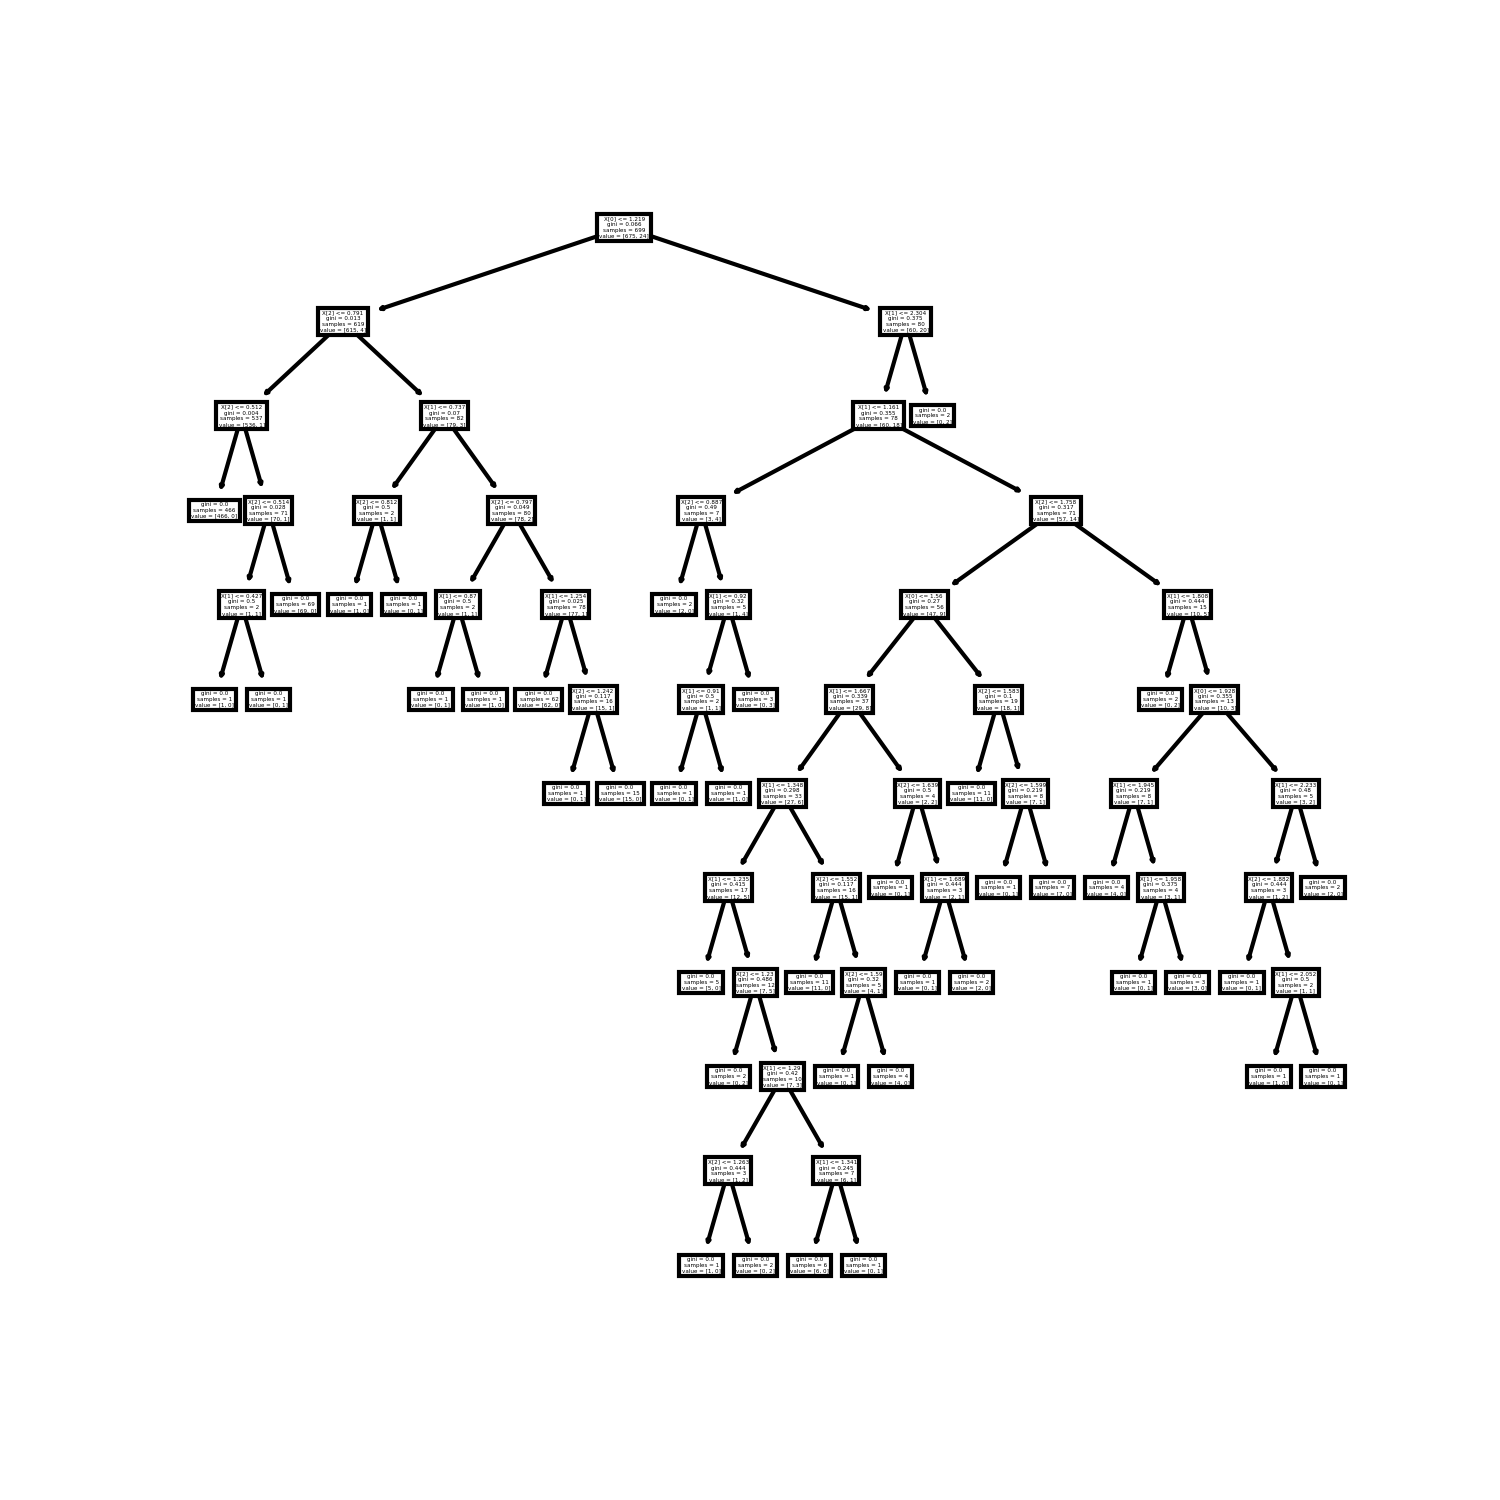 X[0] <= 1.219
gini = 0.066
samples = 699
value = [675, 24]
X[2] <= 0.791
gini = 0.013
samples = 619
value = [615, 4]
X[1] <= 2.304
gini = 0.375
samples = 80
value = [60, 20]
X[2] <= 0.512
gini = 0.004
samples = 537
value = [536, 1]
X[1] <= 0.737
gini = 0.07
samples = 82
value = [79, 3]
X[1] <= 1.161
gini = 0.355
samples = 78
value = [60, 18]
gini = 0.0
samples = 2
value = [0, 2]
gini = 0.0
samples = 466
value = [466, 0]
X[2] <= 0.514
gini = 0.028
samples = 71
value = [70, 1]
X[2] <= 0.812
gini = 0.5
samples = 2
value = [1, 1]
X[2] <= 0.797
gini = 0.049
samples = 80
value = [78, 2]
X[2] <= 0.887
gini = 0.49
samples = 7
value = [3, 4]
X[2] <= 1.758
gini = 0.317
samples = 71
value = [57, 14]
X[1] <= 0.427
gini = 0.5
samples = 2
value = [1, 1]
gini = 0.0
samples = 69
value = [69, 0]
gini = 0.0
samples = 1
value = [1, 0]
gini = 0.0
samples = 1
value = [0, 1]
X[1] <= 0.87
gini = 0.5
samples = 2
value = [1, 1]
X[1] <= 1.254
gini = 0.025
samples = 78
value = [77, 1]
gini = 0.0
samples = 2
value = [2, 0]
X[1] <= 0.92
gini = 0.32
samples = 5
value = [1, 4]
X[0] <= 1.56
gini = 0.27
samples = 56
value = [47, 9]
X[1] <= 1.808
gini = 0.444
samples = 15
value = [10, 5]
gini = 0.0
samples = 1
value = [1, 0]
gini = 0.0
samples = 1
value = [0, 1]
gini = 0.0
samples = 1
value = [0, 1]
gini = 0.0
samples = 1
value = [1, 0]
gini = 0.0
samples = 62
value = [62, 0]
X[2] <= 1.242
gini = 0.117
samples = 16
value = [15, 1]
X[1] <= 0.91
gini = 0.5
samples = 2
value = [1, 1]
gini = 0.0
samples = 3
value = [0, 3]
X[1] <= 1.667
gini = 0.339
samples = 37
value = [29, 8]
X[2] <= 1.583
gini = 0.1
samples = 19
value = [18, 1]
gini = 0.0
samples = 2
value = [0, 2]
X[0] <= 1.928
gini = 0.355
samples = 13
value = [10, 3]
gini = 0.0
samples = 1
value = [0, 1]
gini = 0.0
samples = 15
value = [15, 0]
gini = 0.0
samples = 1
value = [0, 1]
gini = 0.0
samples = 1
value = [1, 0]
X[1] <= 1.348
gini = 0.298
samples = 33
value = [27, 6]
X[2] <= 1.639
gini = 0.5
samples = 4
value = [2, 2]
gini = 0.0
samples = 11
value = [11, 0]
X[2] <= 1.599
gini = 0.219
samples = 8
value = [7, 1]
X[1] <= 1.945
gini = 0.219
samples = 8
value = [7, 1]
X[1] <= 2.233
gini = 0.48
samples = 5
value = [3, 2]
X[1] <= 1.235
gini = 0.415
samples = 17
value = [12, 5]
X[2] <= 1.552
gini = 0.117
samples = 16
value = [15, 1]
gini = 0.0
samples = 1
value = [0, 1]
X[1] <= 1.689
gini = 0.444
samples = 3
value = [2, 1]
gini = 0.0
samples = 1
value = [0, 1]
gini = 0.0
samples = 7
value = [7, 0]
gini = 0.0
samples = 4
value = [4, 0]
X[1] <= 1.958
gini = 0.375
samples = 4
value = [3, 1]
X[2] <= 1.882
gini = 0.444
samples = 3
value = [1, 2]
gini = 0.0
samples = 2
value = [2, 0]
gini = 0.0
samples = 5
value = [5, 0]
X[2] <= 1.23
gini = 0.486
samples = 12
value = [7, 5]
gini = 0.0
samples = 11
value = [11, 0]
X[2] <= 1.59
gini = 0.32
samples = 5
value = [4, 1]
gini = 0.0
samples = 1
value = [0, 1]
gini = 0.0
samples = 2
value = [2, 0]
gini = 0.0
samples = 1
value = [0, 1]
gini = 0.0
samples = 3
value = [3, 0]
gini = 0.0
samples = 1
value = [0, 1]
X[1] <= 2.052
gini = 0.5
samples = 2
value = [1, 1]
gini = 0.0
samples = 2
value = [0, 2]
X[1] <= 1.29
gini = 0.42
samples = 10
value = [7, 3]
gini = 0.0
samples = 1
value = [0, 1]
gini = 0.0
samples = 4
value = [4, 0]
gini = 0.0
samples = 1
value = [1, 0]
gini = 0.0
samples = 1
value = [0, 1]
X[2] <= 1.263
gini = 0.444
samples = 3
value = [1, 2]
X[1] <= 1.341
gini = 0.245
samples = 7
value = [6, 1]
gini = 0.0
samples = 1
value = [1, 0]
gini = 0.0
samples = 2
value = [0, 2]
gini = 0.0
samples = 6
value = [6, 0]
gini = 0.0
samples = 1
value = [0, 1]